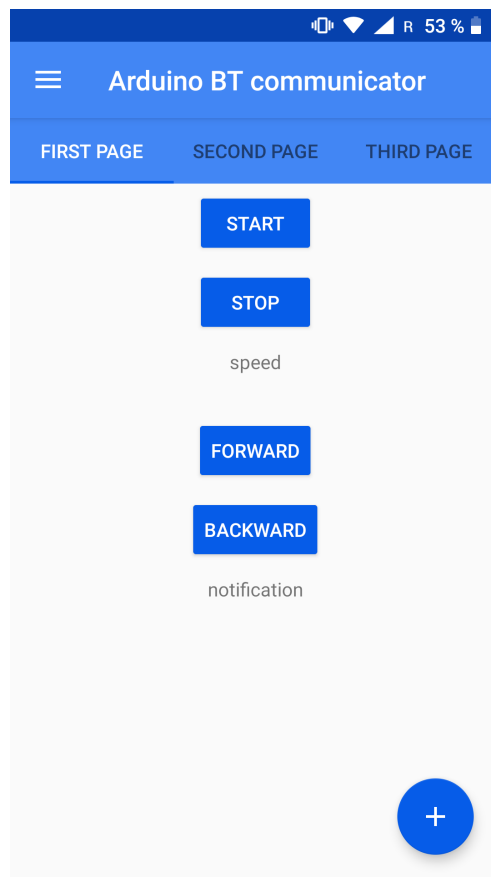 R 53 %
Arduino BT communicator
FIRST PAGE SECOND PAGE THIRD PAGE
START
STOP
speed
FORWARD
BACKWARD
notification
+